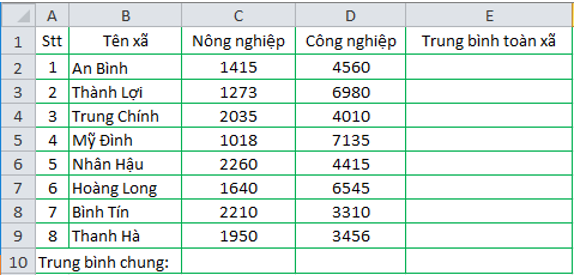 A B C D E
1 Stt Tên xã Nông nghiệp Công nghiệp Trung bình toàn xã
2 1 An Bình 1415 4560
3 2 Thành Lợi 1273 6980
4 3 Trung Chính 2035 4010
5 4 Mỹ Đình 1018 7135
6 5 Nhân Hậu 2260 4415
7 6 Hoàng Long 1640 6545
8 7 Bình Tín 2210 3310
9 8 Thanh Hà 1950 3456
10 Trung bình chung: